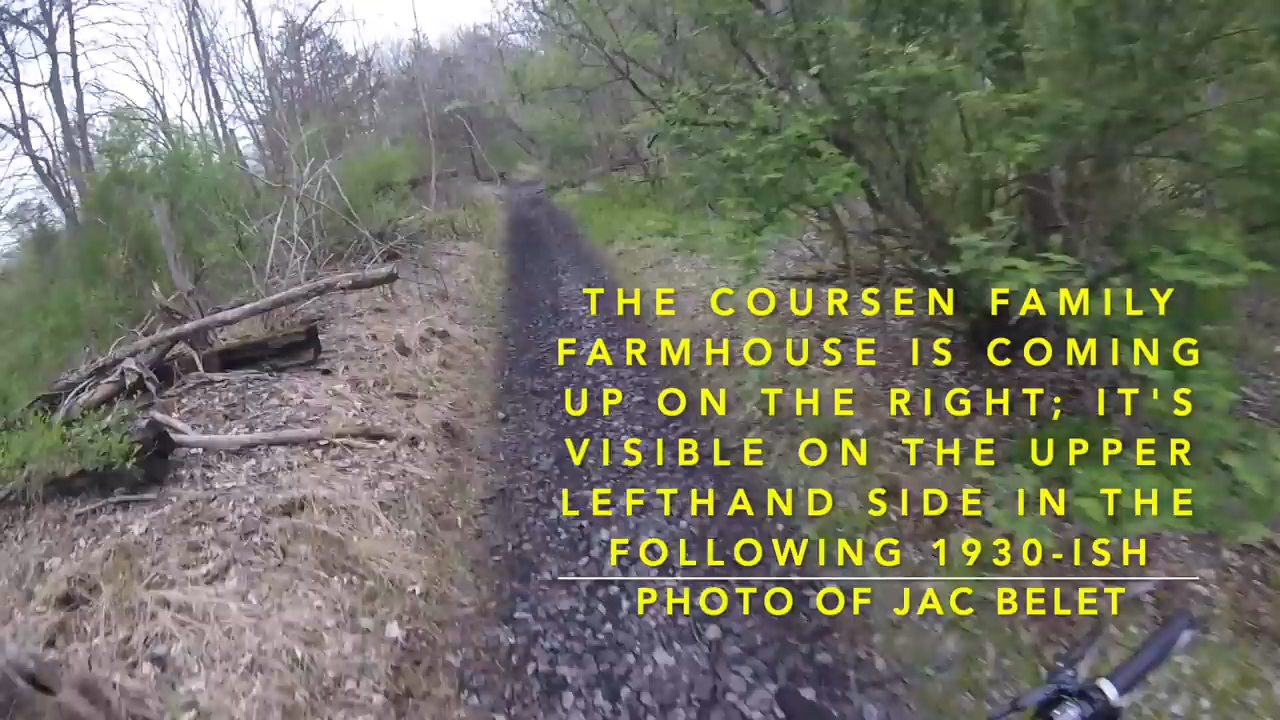 THE COURSEN FAMILY
FARMHOUSE IS COMING
UP ON THE RIGHT; IT'S
VISIBLE ON THE UPPER
LEFTHAND SIDE IN THE
FOLLOWING 1930-ISH
PHOTO OF JAC BELET